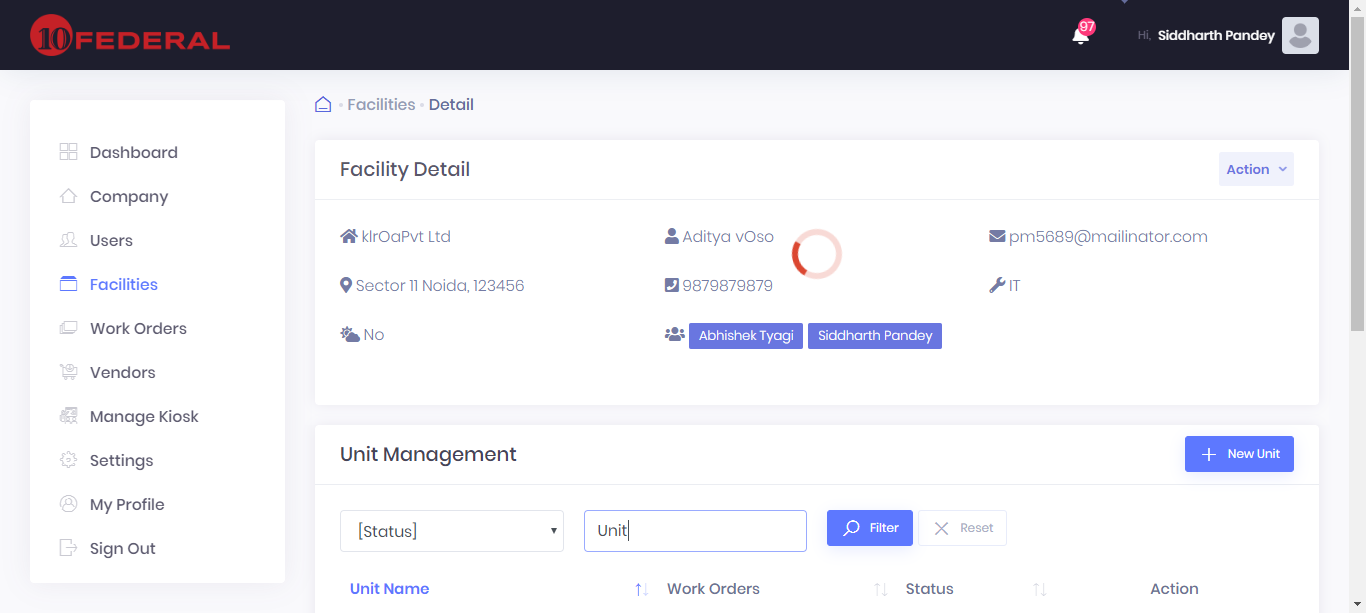 10 FEDERAL
97
Hi, Siddharth Pandey
Facilities Detail
Dashboard
Company
Users
Facilities
Work Orders
Vendors
Manage Kiosk
Settings
My Profile
Sign Out
Facility Detail
Action
klrOaPvt Ltd
Aditya vOso
pm5689@mailinator.com
Sector 11 Noida, 123456
9879879879
IT
No
Abhishek Tyagi
Siddharth Pandey
Unit Management
New Unit
[Status]
Unit
Filter
Reset
Unit Name Work Orders Status Action